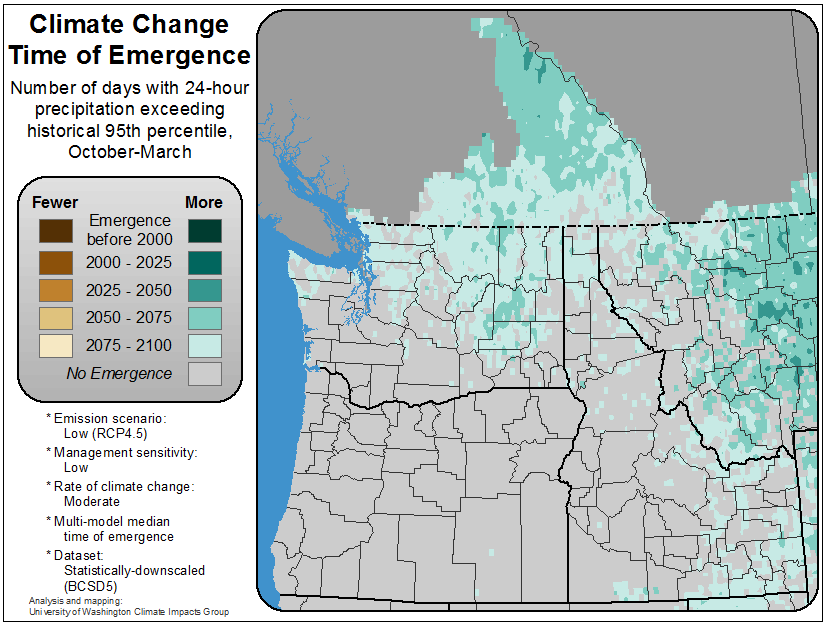 Climate Change
Time of Emergence
Number of days with 24-hour
precipitation exceeding
historical 95th percentile,
October-March
Fewer More
Emergence
before 2000
2000 - 2025
2025 - 2050
2050 - 2075
2075 - 2100
No Emergence
* Emission scenario:
Low (RCP4.5)
* Management sensitivity:
Low
* Rate of climate change:
Moderate
* Multi-model median
time of emergence
* Dataset:
Statistically-downscaled
(BCSD5)
Analysis and mapping:
University of Washington Climate Impacts Group